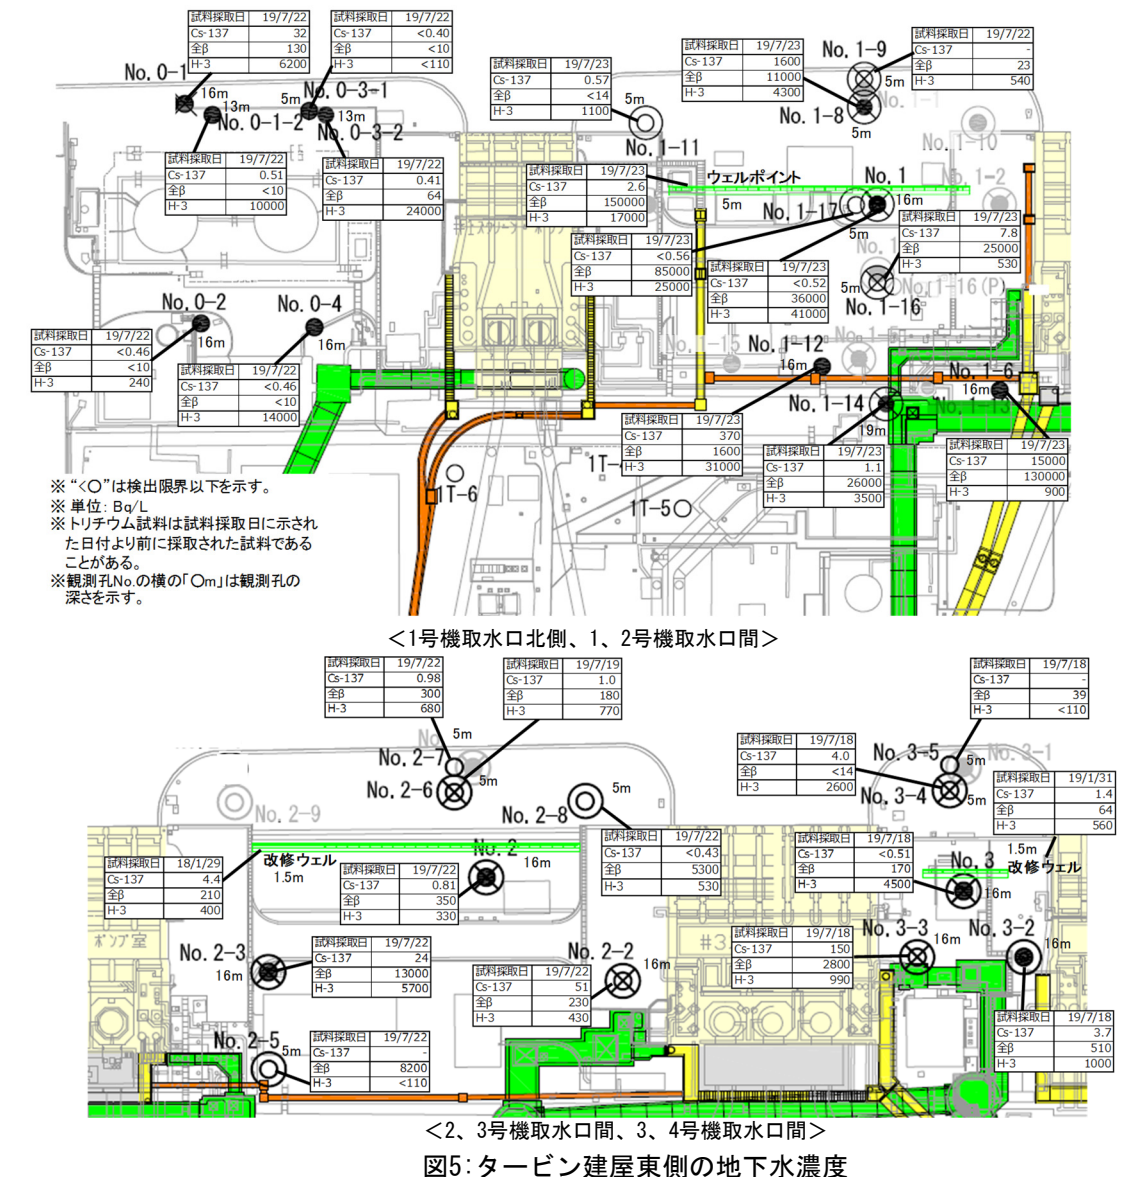 試料採取日 19/7/22
Cs-137 32
全β 130
H-3 6200
試料採取日 19/7/22
Cs-137 <0.40
全β <10
H-3 <110
試料採取日 19/7/23
Cs-137 0.57
全β <14
H-3 1100
試料採取日 19/7/23
Cs-137 1600
全β 11000
H-3 4300
試料採取日 19/7/22
Cs-137 -
全β 23
H-3 540
No. 0-1
16m
13m
No. 0-1-2
5m
No. 0-3-1
13m
No. 0-3-2
5m
No. 1-11
No. 1-9
5m
No. 1-8
5m
No. 1-10
試料採取日 19/7/22
Cs-137 0.51
全β <10
H-3 10000
試料採取日 19/7/22
Cs-137 0.41
全β 64
H-3 24000
試料採取日 19/7/23
Cs-137 2.6
全β 150000
H-3 17000
ウェルポイント
5m
No. 1
16m
No. 1-17
5m
No. 1-2
試料採取日 19/7/23
Cs-137 7.8
全β 25000
H-3 530
試料採取日 19/7/23
Cs-137 <0.56
全β 85000
H-3 25000
試料採取日 19/7/23
Cs-137 <0.52
全β 36000
H-3 41000
5m
No. 1-16
No. 1-16(P)
No. 0-2
16m
No. 0-4
16m
試料採取日 19/7/22
Cs-137 <0.46
全β <10
H-3 240
試料採取日 19/7/22
Cs-137 <0.46
全β <10
H-3 14000
No. 1-12
16m
No. 1-14
19m
No. 1-6
16m
No. 1-13
試料採取日 19/7/23
Cs-137 370
全β 1600
H-3 31000
試料採取日 19/7/23
Cs-137 1.1
全β 26000
H-3 3500
試料採取日 19/7/23
Cs-137 15000
全β 130000
H-3 900
1T-6
1T-5
※ “<〇”は検出限界以下を示す。
※ 単位: Bq/L
※トリチウム試料は試料採取日に示され
た日付より前に採取された試料である
ことがある。
※観測孔No.の横の「〇m」は観測孔の
深さを示す。
<1号機取水口北側、1、2号機取水口間>
試料採取日 19/7/22
Cs-137 0.98
全β 300
H-3 680
試料採取日 19/7/19
Cs-137 1.0
全β 180
H-3 770
試料採取日 19/7/18
Cs-137 -
全β 39
H-3 <110
5m
No. 2-7
No. 2-6
5m
No. 2-8
5m
No. 2-9
試料採取日 19/7/18
Cs-137 4.0
全β <14
H-3 2600
No. 3-5
5m
No. 3-1
No. 3-4
5m
試料採取日 19/1/31
Cs-137 1.4
全β 64
H-3 560
試料採取日 18/1/29
Cs-137 4.4
全β 210
H-3 400
改修ウェル
1.5m
No. 2
16m
試料採取日 19/7/22
Cs-137 0.81
全β 350
H-3 330
試料採取日 19/7/22
Cs-137 <0.43
全β 5300
H-3 530
試料採取日 19/7/18
Cs-137 <0.51
全β 170
H-3 4500
1.5m
改修ウェル
No. 3
16m
ポンプ室
No. 2-3
16m
試料採取日 19/7/22
Cs-137 24
全β 13000
H-3 5700
No. 2-2
16m
試料採取日 19/7/22
Cs-137 51
全β 230
H-3 430
#3
試料採取日 19/7/18
Cs-137 150
全β 2800
H-3 990
No. 3-3
16m
No. 3-2
16m
試料採取日 19/7/18
Cs-137 3.7
全β 510
H-3 1000
No. 2-5
5m
試料採取日 19/7/22
Cs-137 -
全β 8200
H-3 <110
<2、3号機取水口間、3、4号機取水口間>
図5:タービン建屋東側の地下水濃度